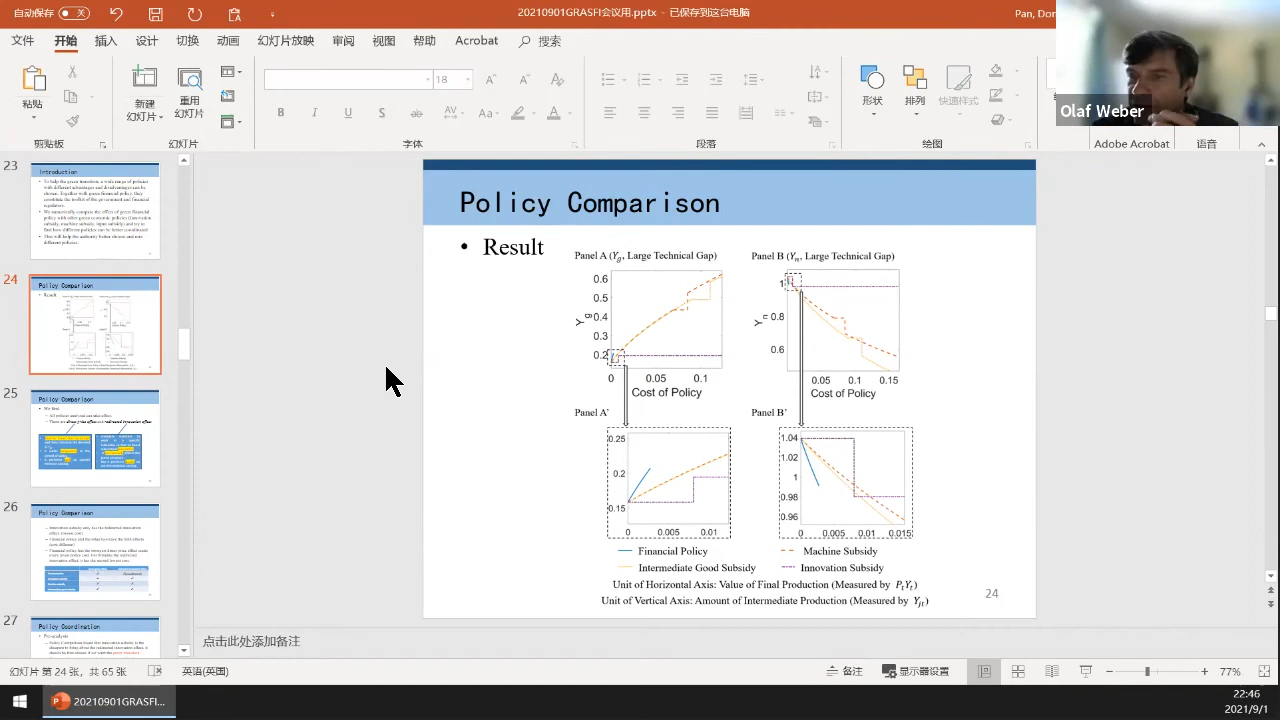 自动保存 关
20210901GRASFI会议用.pptx - 已保存到这台电脑
Pan, Don
文件 开始 插入 设计 切换 动画 幻灯片放映 审阅 视图 帮助 Acrobat 搜索
粘贴
新建
幻灯片
重用
幻灯片
18
形状
排列
快速样式
剪贴板 幻灯片 字体 段落 绘图 Adobe Acrobat 语音
Olaf Weber
23
Introduction
24
Policy Comparison
25
Policy Comparison
26
Policy Comparison
27
Policy Coordination
Policy Comparison
• Result
Panel A (Yg, Large Technical Gap)
Panel B (Yn, Large Technical Gap)
0.6
0.5
0.4
0.3
0.2
Yg
0 0.05 0.1
Cost of Policy
1
0.8
0.6
Yn
0.05 0.1 0.15
Cost of Policy
Panel A’
Panel B’
0.25
0.2
0.15
0 0.005 0.01
1.04
1.02
1
0.98
0.96
0 0.005 0.01 0.015
Financial Policy
Machine Subsidy
Intermediate Good Subsidy
Innovation Subsidy
Unit of Horizontal Axis: Value of Final Production (Measured by PtYt)
Unit of Vertical Axis: Amount of Intermediate Production (Measured by Yjt)
24
单击此处添加备注
幻灯片 第 24 张，共 65 张
英语(英国)
备注
显示器设置
77%
20210901GRASFI...
22:46
2021/9/1